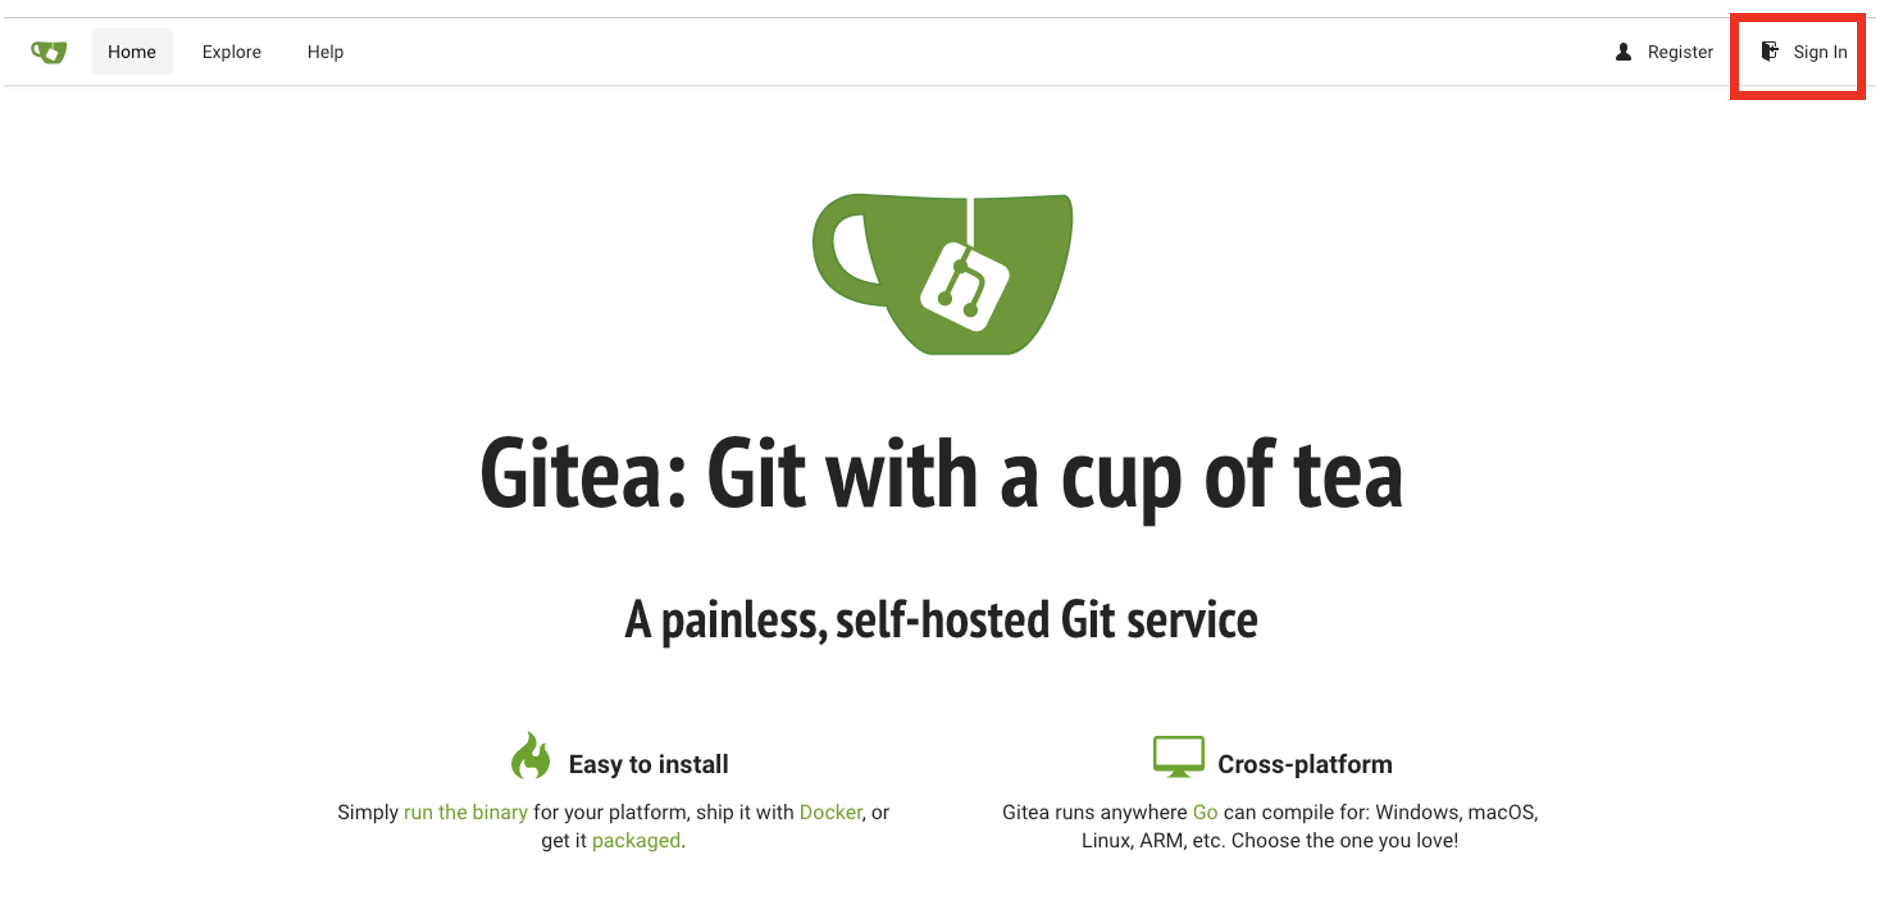 Home Explore Help Register Sign In
Gitea: Git with a cup of tea
A painless, self-hosted Git service
Easy to install
Simply run the binary for your platform, ship it with Docker, or
get it packaged.
Cross-platform
Gitea runs anywhere Go can compile for: Windows, macOS,
Linux, ARM, etc. Choose the one you love!